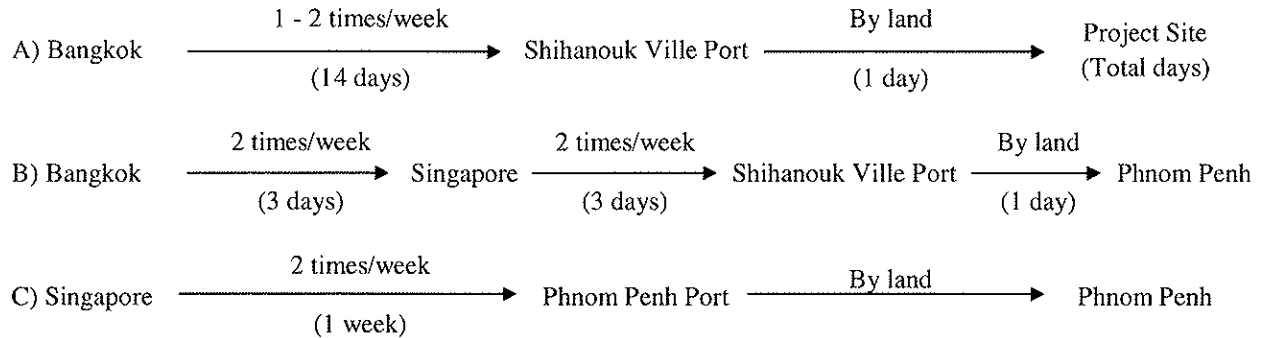 1 - 2 times/week By land
A) Bangkok Shihanouk Ville Port Project Site
(14 days) (1 day) (Total days)
2 times/week 2 times/week By land
B) Bangkok Singapore Shihanouk Ville Port Phnom Penh
(3 days) (3 days) (1 day)
2 times/week By land
C) Singapore Phnom Penh Port Phnom Penh
(1 week)